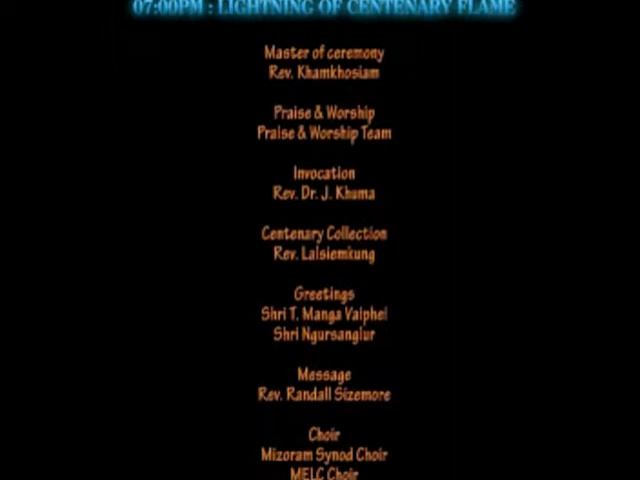 07:00PM : LIGHTNING OF CENTENARY FLAME
Master of ceremony
Rev. Khamkhosiam
Praise & Worship
Praise & Worship Team
Invocation
Rev. Dr. J. Khuma
Centenary Collection
Rev. Lalsiemkung
Greetings
Shri T. Manga Vaiphei
Shri Ngursanglur
Message
Rev. Randall Sizemore
Choir
Mizoram Synod Choir
MELC Choir